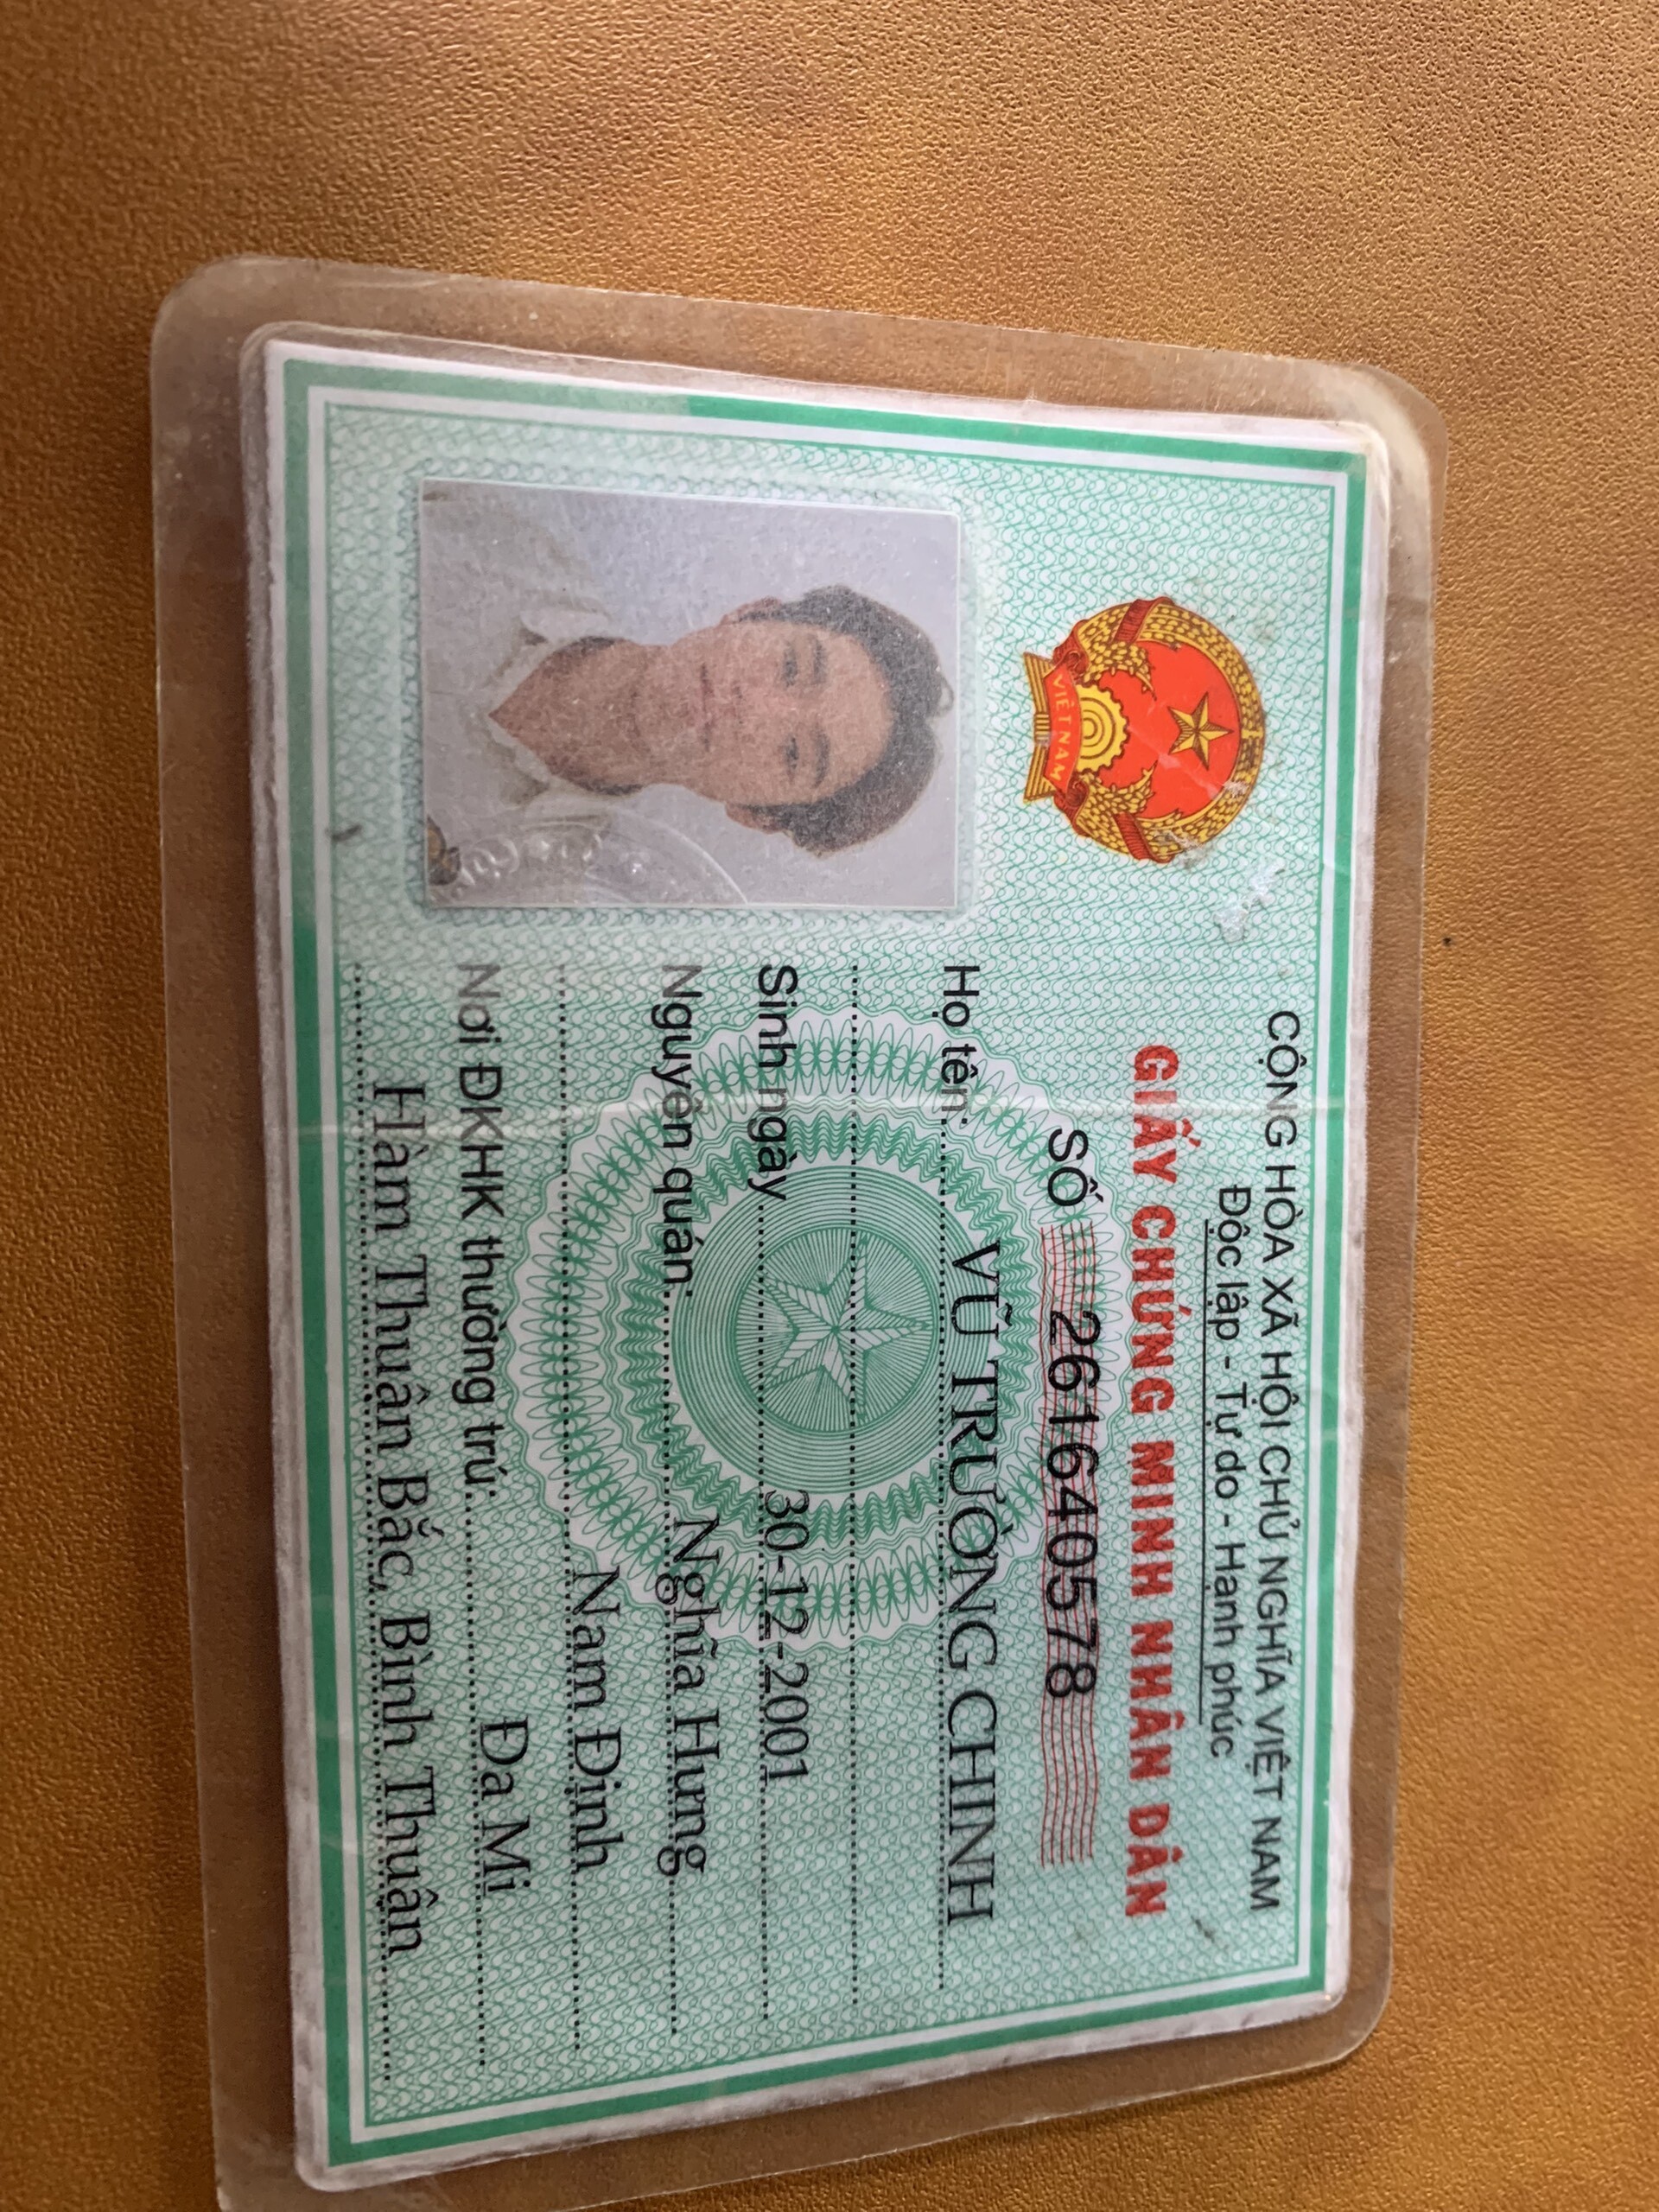 CỘNG HÒA XÃ HỘI CHỦ NGHĨA VIỆT NAM
Độc lập - Tự do - Hạnh phúc
GIẤY CHỨNG MINH NHÂN DÂN
SỐ 261640578
Họ tên: VŨ TRƯỜNG CHINH
Sinh ngày 30-12-2001
Nguyên quán Nghĩa Hưng
Nam Định
Nơi ĐKHK thường trú Đa Mi
Hàm Thuận Bắc, Bình Thuận
VIỆT NAM